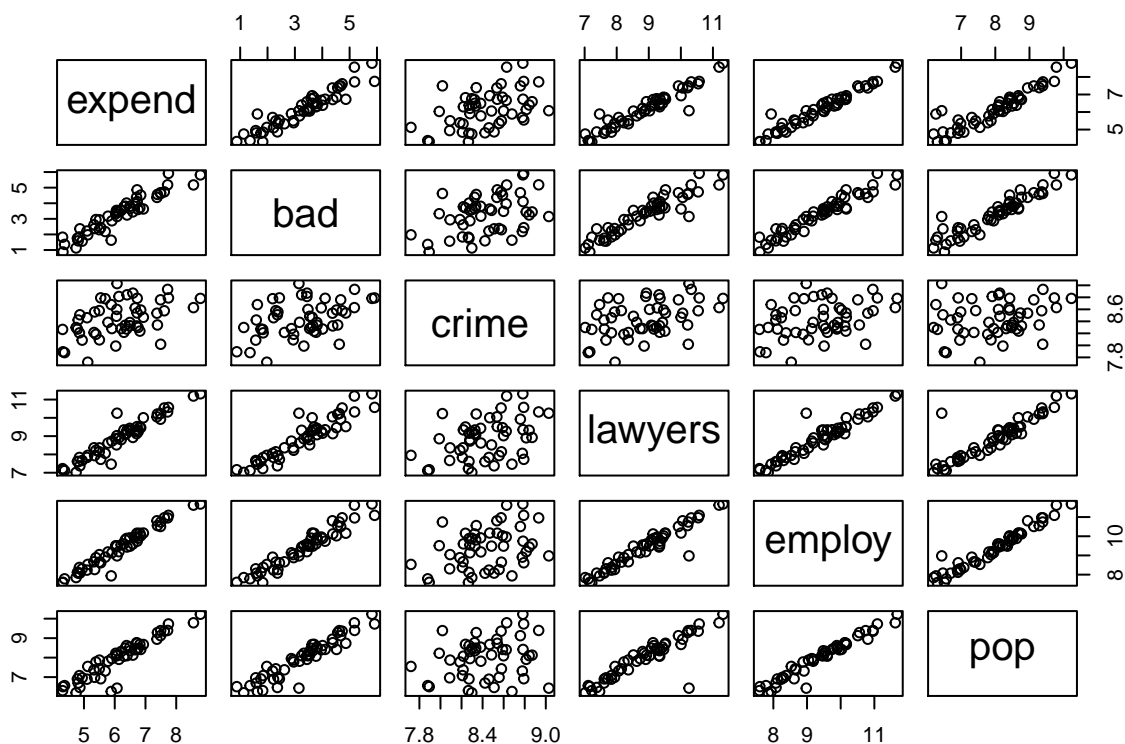 1 3 5 7 8 9 11 7 8 9
expend 5 7
1 3 5 bad
crime 7.8 8.6
7 9 11 lawyers
employ 8 10
7 9 pop
5 6 7 8 7.8 8.4 9.0 8 9 11